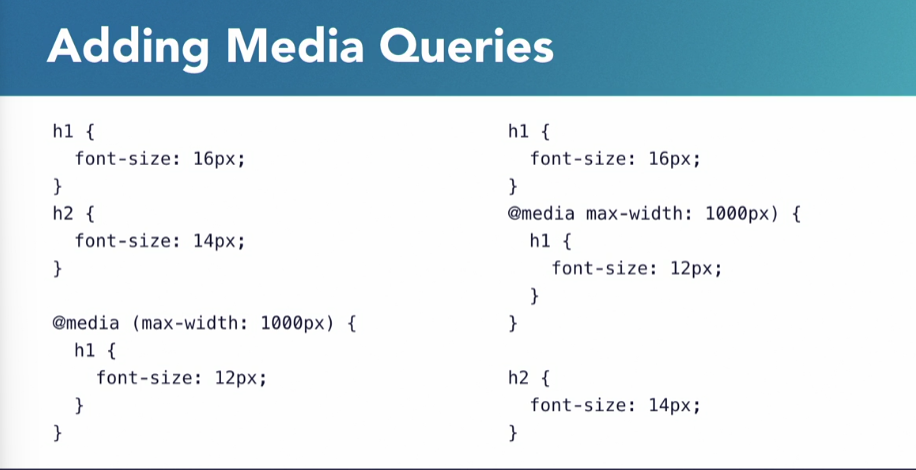 Adding Media Queries
h1 {
  font-size: 16px;
}
h2 {
  font-size: 14px;
}

@media (max-width: 1000px) {
  h1 {
    font-size: 12px;
  }
}
h1 {
  font-size: 16px;
}
@media max-width: 1000px) {
  h1 {
    font-size: 12px;
  }
}

h2 {
  font-size: 14px;
}